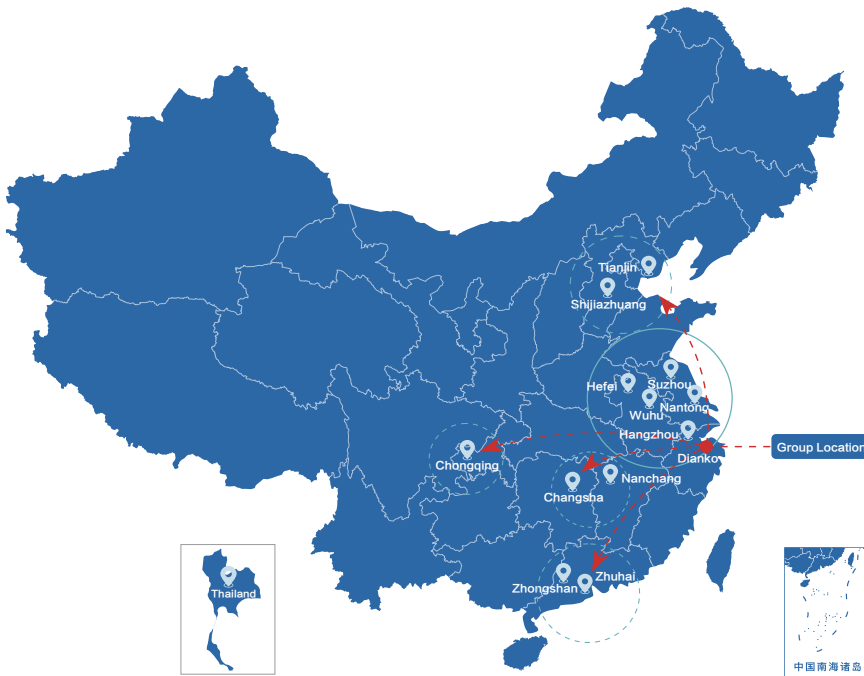 Tianjin
Shijiazhuang
Hefei
Suzhou
Wuhu
Nantong
Hangzhou
Dianko
Group Location
Chongqing
Nanchang
Changsha
Zhuhai
Zhongshan
Thailand
中国南海诸岛